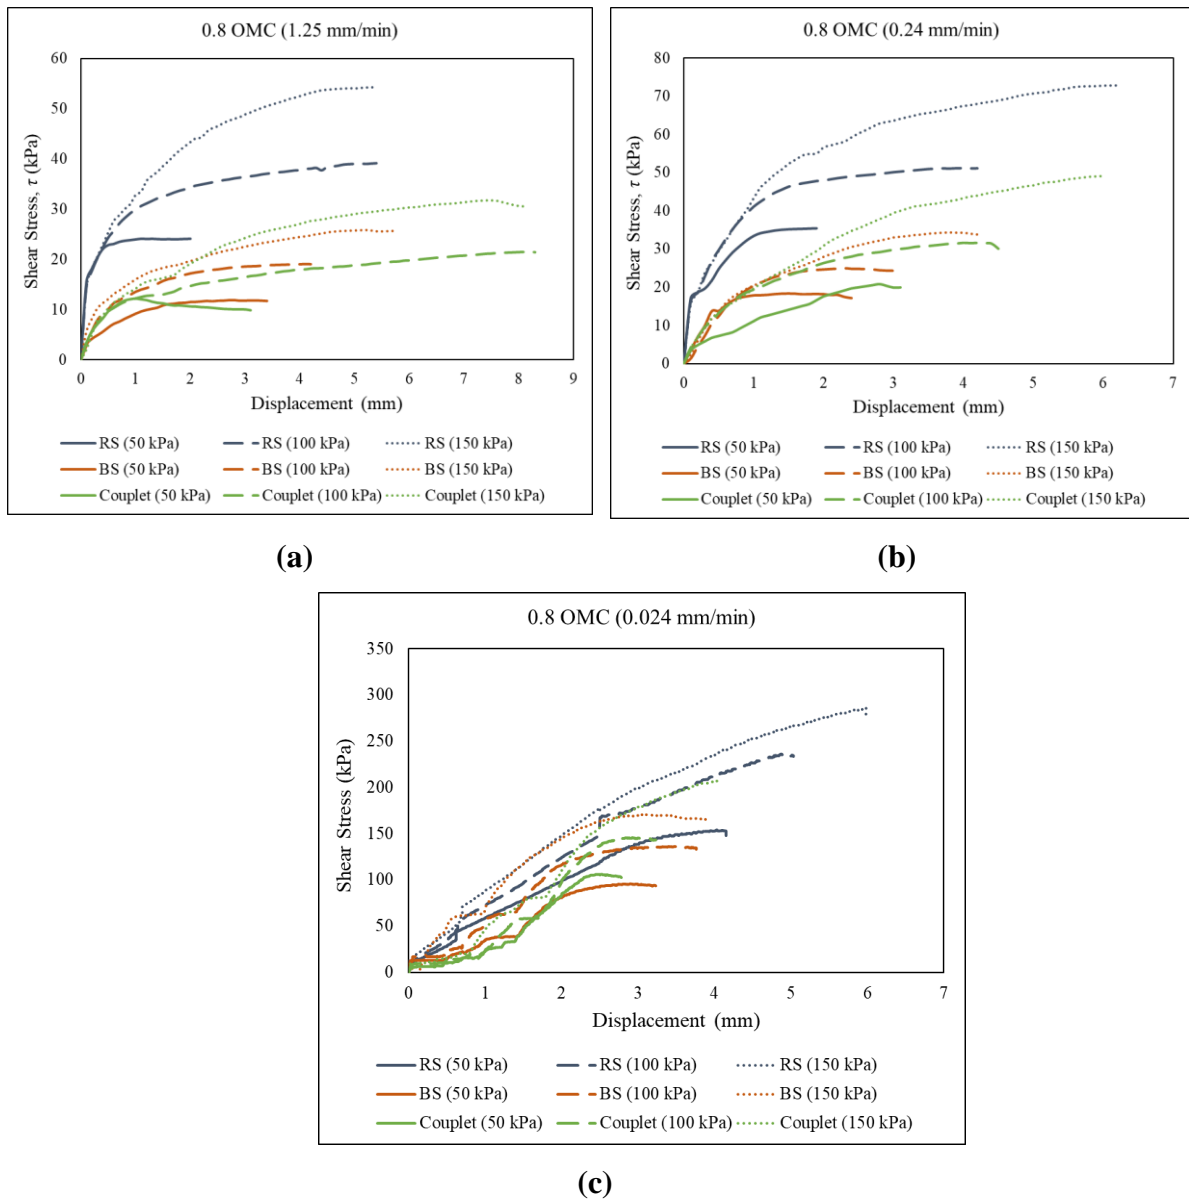 0.8 OMC (1.25 mm/min)
60
50
40
30
20
10
0
Shear Stress, τ (kPa)
0 1 2 3 4 5 6 7 8 9
Displacement (mm)
RS (50 kPa) RS (100 kPa) RS (150 kPa)
BS (50 kPa) BS (100 kPa) BS (150 kPa)
Couplet (50 kPa) Couplet (100 kPa) Couplet (150 kPa)
(a)
0.8 OMC (0.24 mm/min)
80
70
60
50
40
30
20
10
0
Shear Stress, τ (kPa)
0 1 2 3 4 5 6 7
Displacement (mm)
RS (50 kPa) RS (100 kPa) RS (150 kPa)
BS (50 kPa) BS (100 kPa) BS (150 kPa)
Couplet (50 kPa) Couplet (100 kPa) Couplet (150 kPa)
(b)
0.8 OMC (0.024 mm/min)
350
300
250
200
150
100
50
0
Shear Stress (kPa)
0 1 2 3 4 5 6 7
Displacement (mm)
RS (50 kPa) RS (100 kPa) RS (150 kPa)
BS (50 kPa) BS (100 kPa) BS (150 kPa)
Couplet (50 kPa) Couplet (100 kPa) Couplet (150 kPa)
(c)